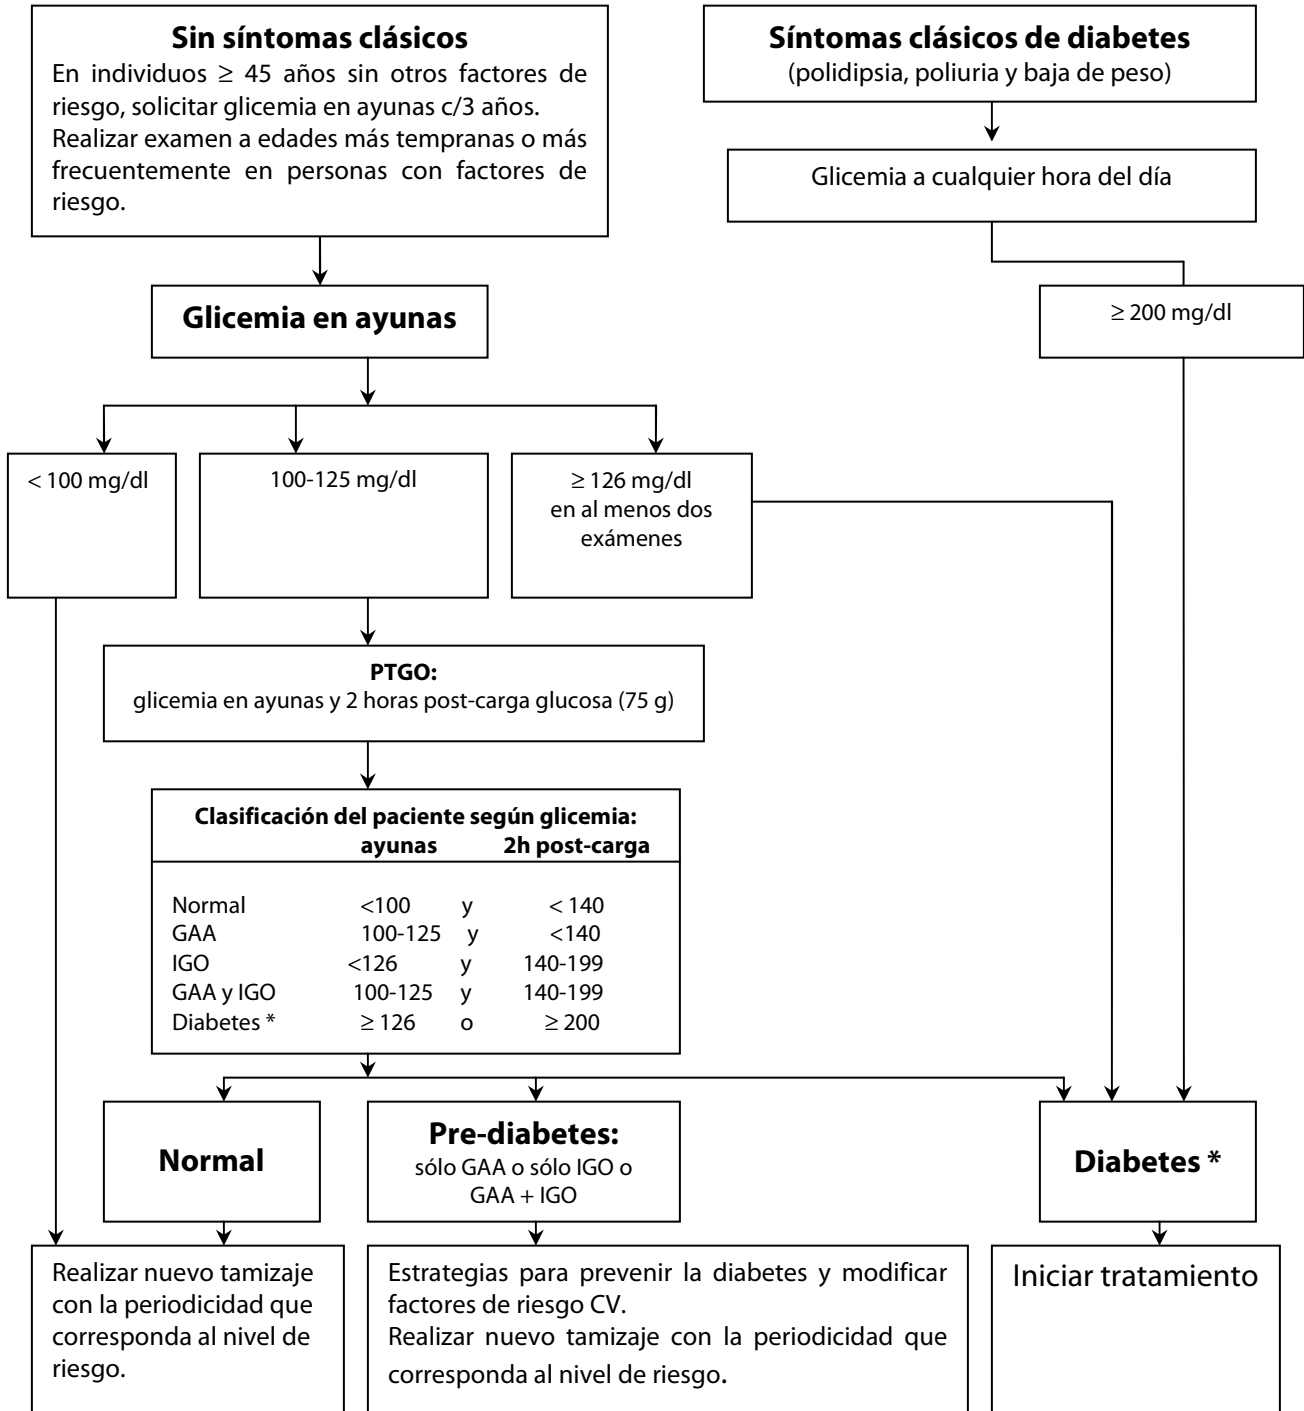 Sin síntomas clásicos
En individuos ≥ 45 años sin otros factores de
riesgo, solicitar glicemia en ayunas c/3 años.
Realizar examen a edades más tempranas o más
frecuentemente en personas con factores de
riesgo.
Síntomas clásicos de diabetes
(polidipsia, poliuria y baja de peso)
Glicemia a cualquier hora del día
≥ 200 mg/dl
Glicemia en ayunas
< 100 mg/dl
100-125 mg/dl
≥ 126 mg/dl
en al menos dos
exámenes
PTGO:
glicemia en ayunas y 2 horas post-carga glucosa (75 g)
Clasificación del paciente según glicemia:
ayunas 2h post-carga
Normal <100 y < 140
GAA 100-125 y <140
IGO <126 y 140-199
GAA y IGO 100-125 y 140-199
Diabetes * ≥ 126 o ≥ 200
Normal
Pre-diabetes:
sólo GAA o sólo IGO o
GAA + IGO
Diabetes *
Realizar nuevo tamizaje
con la periodicidad que
corresponda al nivel de
riesgo.
Estrategias para prevenir la diabetes y modificar
factores de riesgo CV.
Realizar nuevo tamizaje con la periodicidad que
corresponda al nivel de riesgo.
Iniciar tratamiento